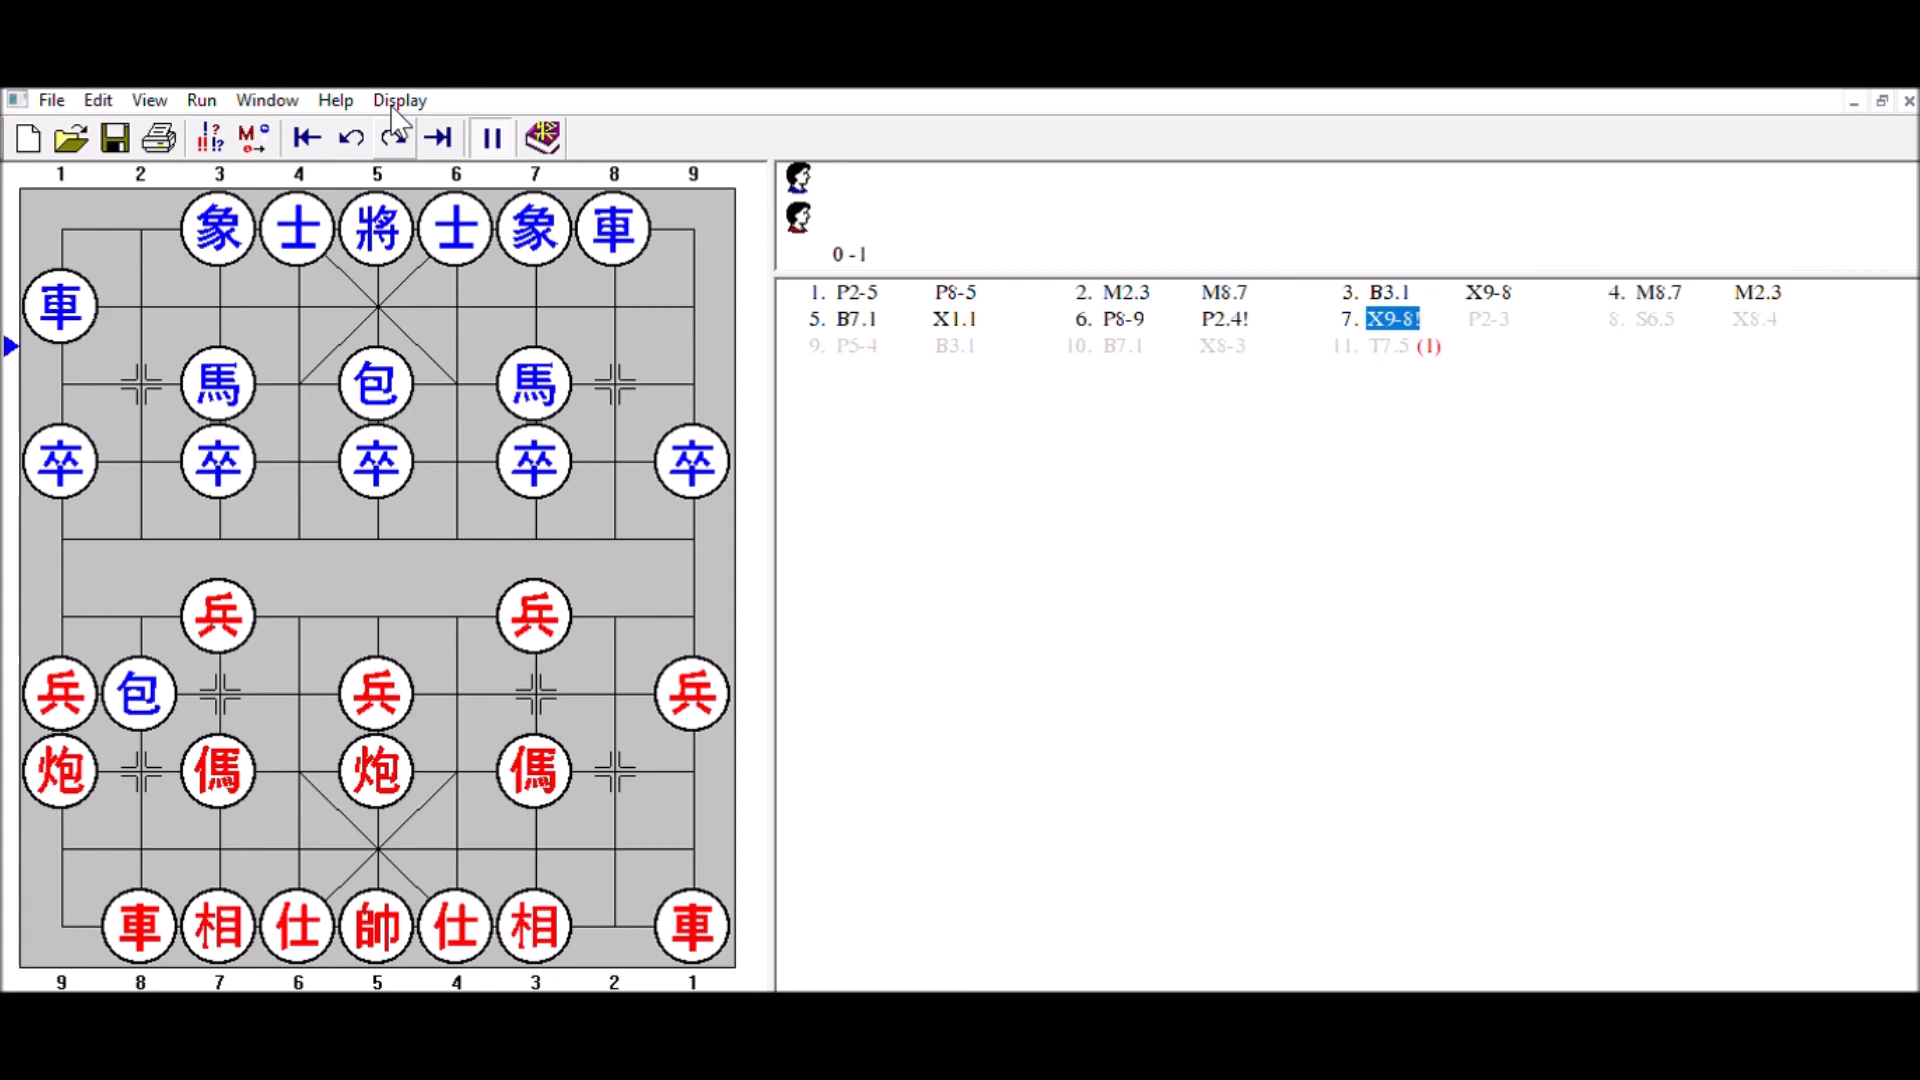 File Edit View Run Window Help Display
!!?!? M
1 2 3 4 5 6 7 8 9
象 士 將 士 象 車
車
馬 包 馬
卒 卒 卒 卒 卒
兵 兵
兵 包 兵 兵
炮 傌 炮 傌
車 相 仕 帥 仕 相 車
9 8 7 6 5 4 3 2 1
0 - 1
1. P2-5 P8-5 2. M2.3 M8.7 3. B3.1 X9-8 4. M8.7 M2.3
5. B7.1 X1.1 6. P8-9 P2.4! 7. X9-8! P2-3 8. S6.5 X8.4
9. P5-4 B3.1 10. B7.1 X8-3 11. T7.5 (1)